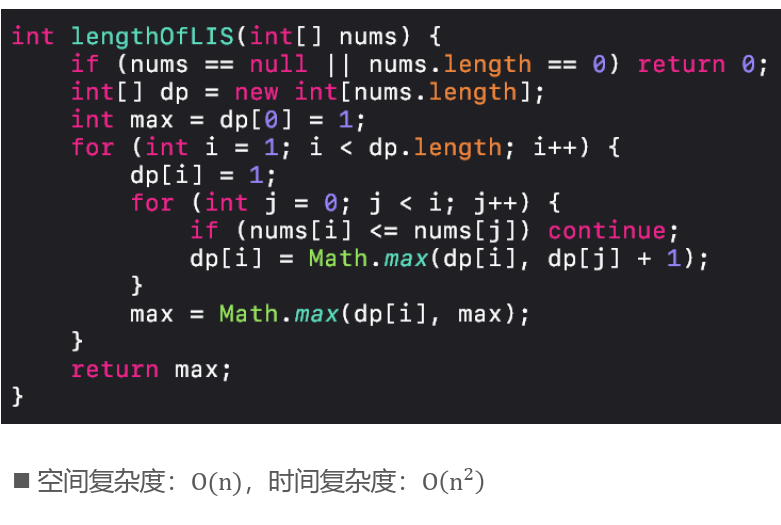 int lengthOfLIS(int[] nums) {
    if (nums == null || nums.length == 0) return 0;
    int[] dp = new int[nums.length];
    int max = dp[0] = 1;
    for (int i = 1; i < dp.length; i++) {
        dp[i] = 1;
        for (int j = 0; j < i; j++) {
            if (nums[i] <= nums[j]) continue;
            dp[i] = Math.max(dp[i], dp[j] + 1);
        }
        max = Math.max(dp[i], max);
    }
    return max;
}
■ 空间复杂度：O(n)，时间复杂度：O(n²)